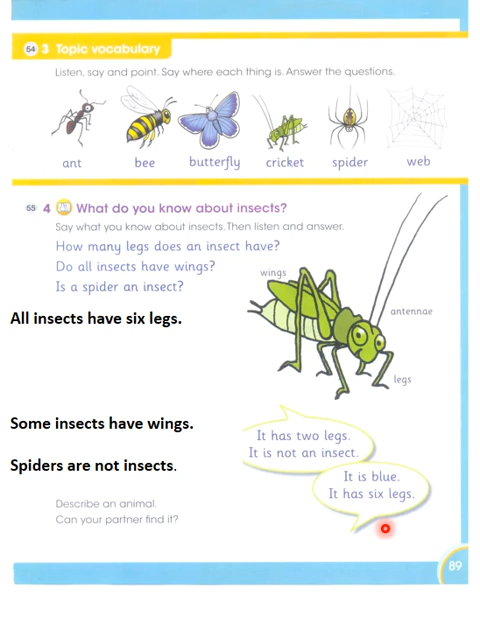 54 3 Topic vocabulary
Listen, say and point. Say where each thing is. Answer the questions.
ant bee butterfly cricket spider web
55 4 What do you know about insects?
Say what you know about insects. Then listen and answer.
How many legs does an insect have?
Do all insects have wings?
Is a spider an insect?
wings
antennae
legs
All insects have six legs.
Some insects have wings.
Spiders are not insects.
It has two legs.
It is not an insect.
It is blue.
It has six legs.
Describe an animal.
Can your partner find it?
89